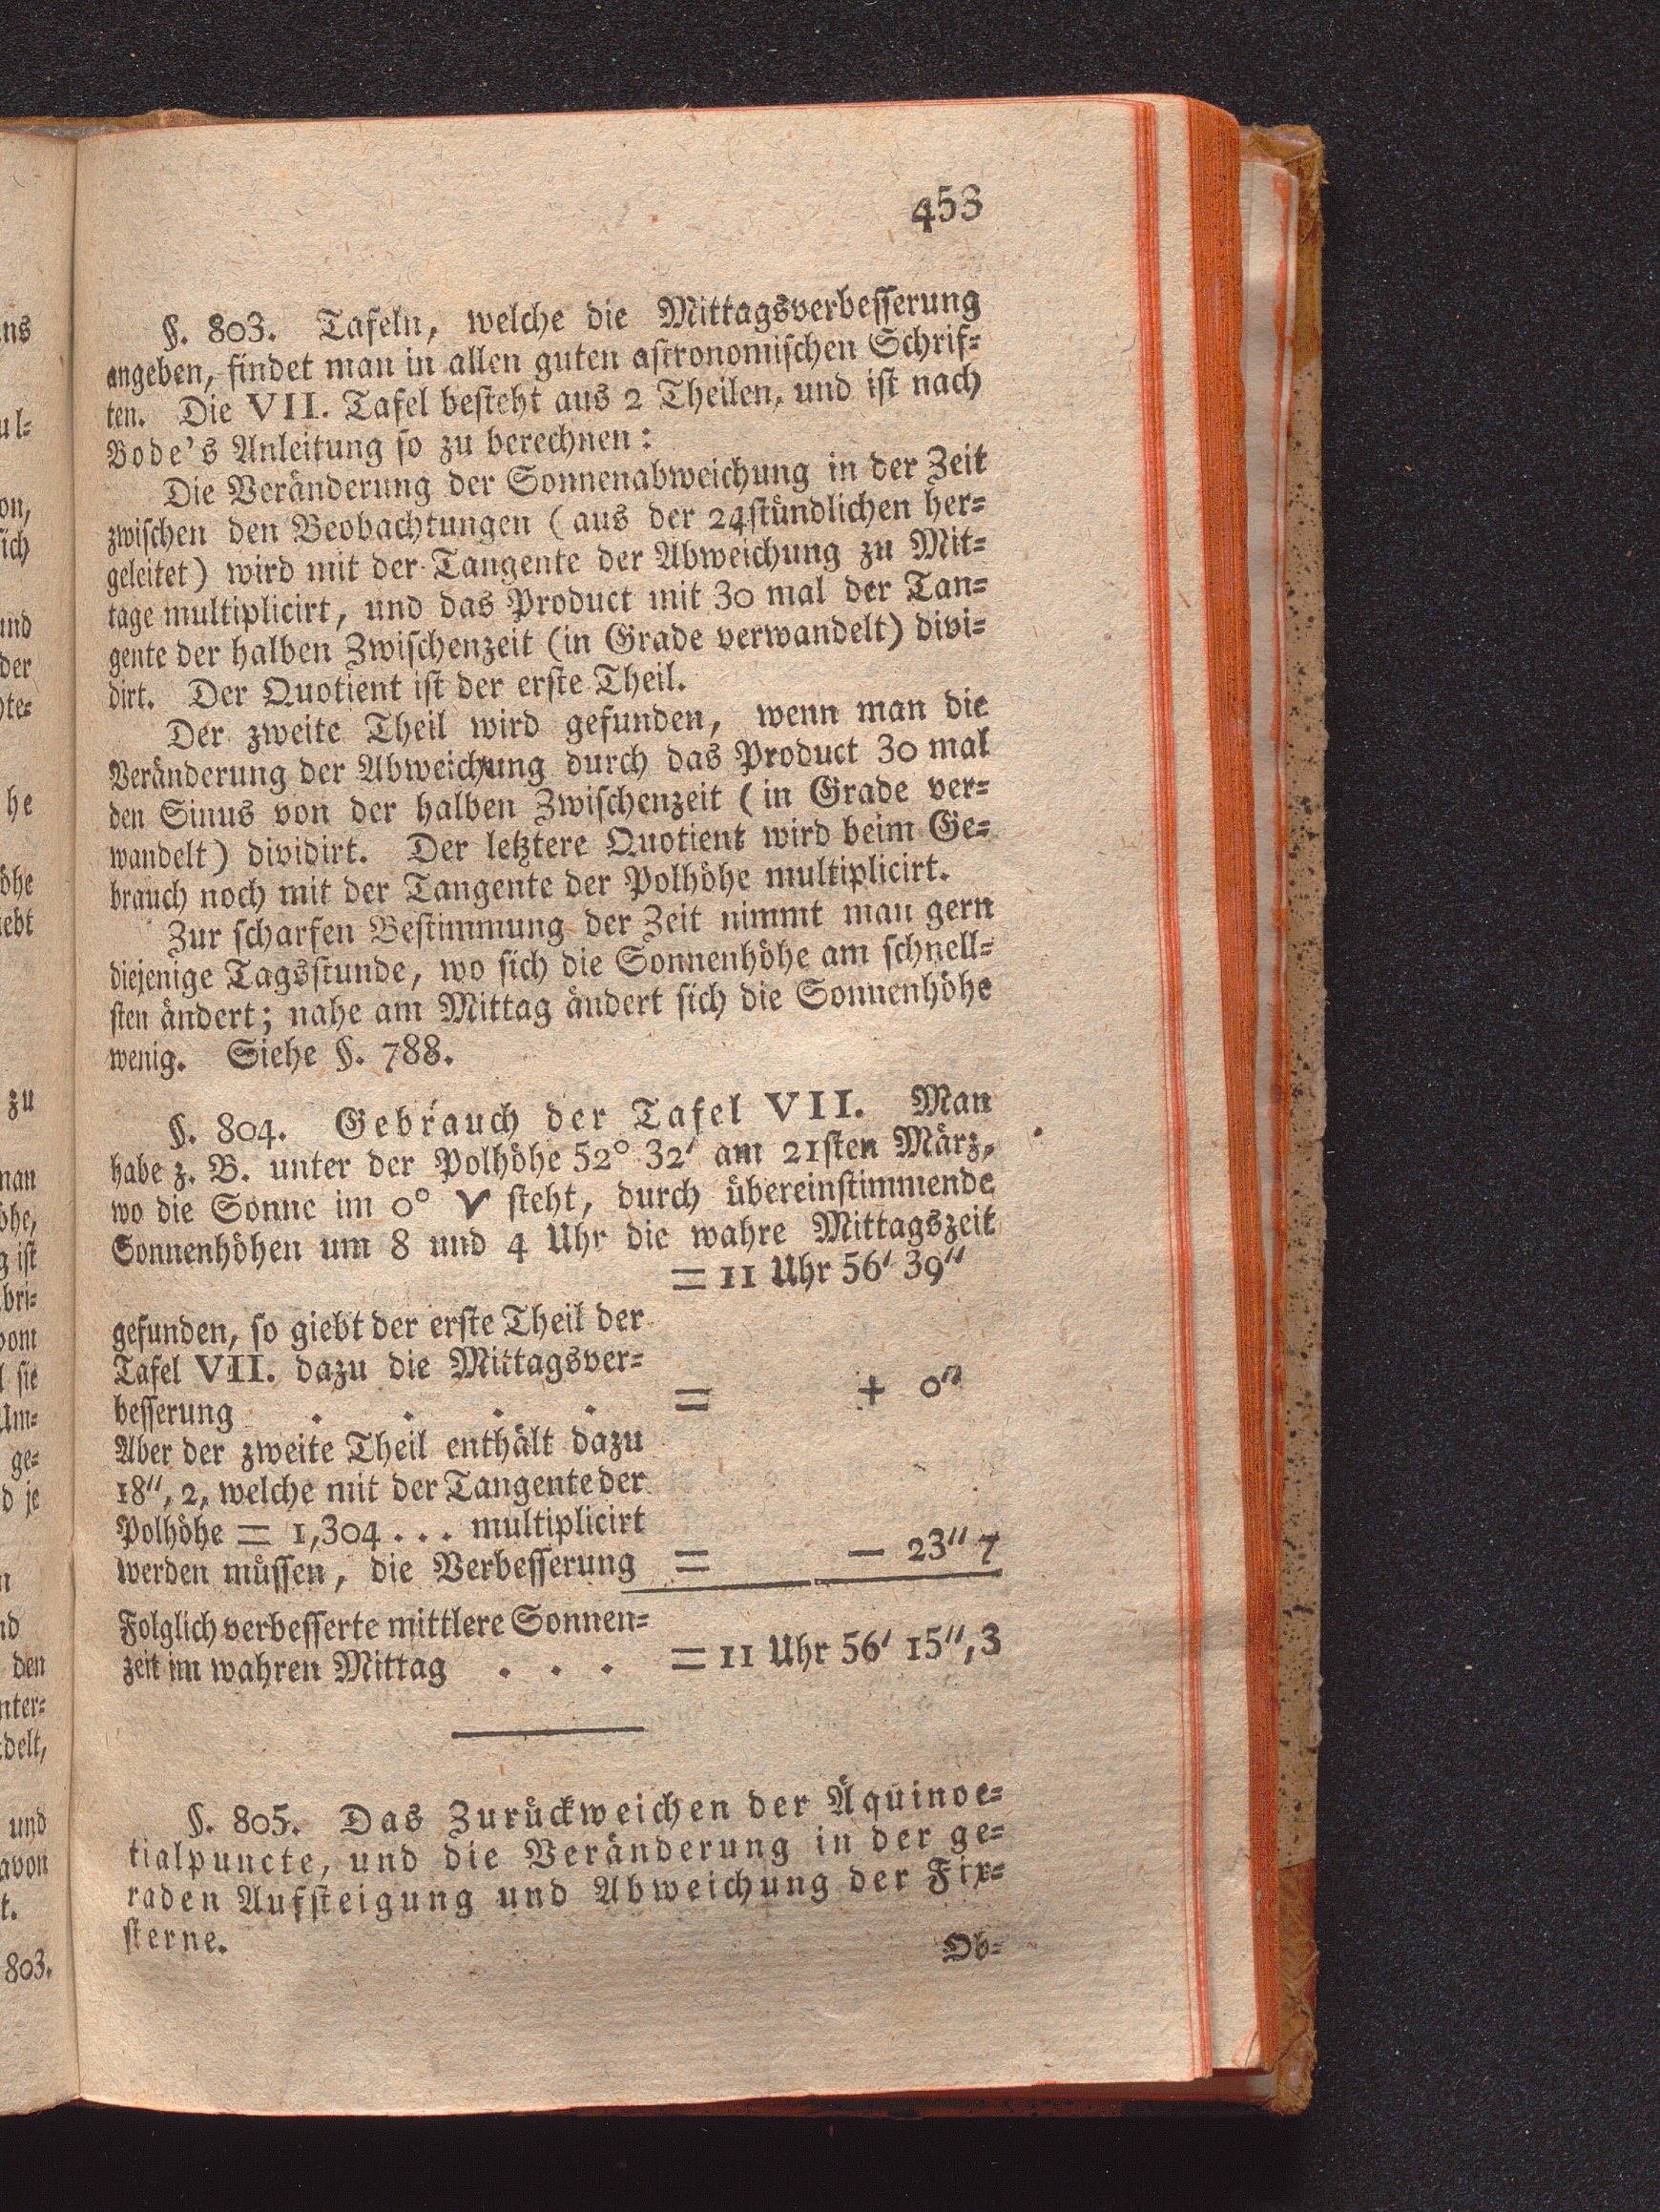 453
§. 803. Tafeln, welche die Mittagsverbesserung
angeben, findet man in allen guten astronomischen Schrif-
ten. Die VII. Tafel besteht aus 2 Theilen, und ist nach
Bode's Anleitung so zu berechnen:
Die Veränderung der Sonnenabweichung in der Zeit
zwischen den Beobachtungen (aus der 24stündlichen her-
geleitet) wird mit der Tangente der Abweichung zu Mit-
tage multiplicirt, und das Product mit 30 mal der Tan-
gente der halben Zwischenzeit (in Grade verwandelt) divi-
dirt. Der Quotient ist der erste Theil.
Der zweite Theil wird gefunden, wenn man die
Veränderung der Abweichung durch das Product 30 mal
den Sinus von der halben Zwischenzeit (in Grade ver-
wandelt) dividirt. Der letztere Quotient wird beim Ge-
brauch noch mit der Tangente der Polhöhe multiplicirt.
Zur scharfen Bestimmung der Zeit nimmt man gern
diejenige Tagsstunde, wo sich die Sonnenhöhe am schnell-
sten ändert; nahe am Mittag ändert sich die Sonnenhöhe
wenig. Siehe §. 788.
§. 804. Gebrauch der Tafel VII. Man
habe z. B. unter der Polhöhe 52° 32′ am 21sten März,
wo die Sonne im 0° ♈ steht, durch übereinstimmende
Sonnenhöhen um 8 und 4 Uhr die wahre Mittagszeit
= 11 Uhr 56′ 39″
gefunden, so giebt der erste Theil der
Tafel VII. dazu die Mittagsver-
besserung . . . . = + 0″
Aber der zweite Theil enthält dazu
18″, 2, welche mit der Tangente der
Polhöhe = 1,304 . . . multiplicirt
werden müssen, die Verbesserung = — 23″ 7
Folglich verbesserte mittlere Sonnen-
zeit im wahren Mittag . . . = 11 Uhr 56′ 15″,3
§. 805. Das Zurückweichen der Äquinoc-
tialpuncte, und die Veränderung in der ge-
raden Aufsteigung und Abweichung der Fix-
sterne.
Ob-